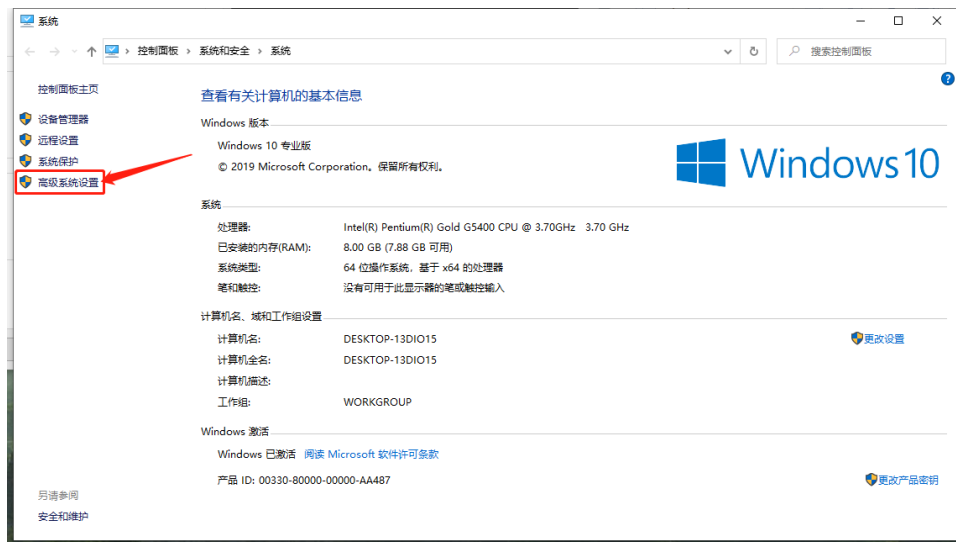 系统
控制面板 > 系统和安全 > 系统
搜索控制面板
控制面板主页
设备管理器
远程设置
系统保护
高级系统设置
查看有关计算机的基本信息
Windows 版本
Windows 10 专业版
© 2019 Microsoft Corporation。保留所有权利。
Windows 10
系统
处理器: Intel(R) Pentium(R) Gold G5400 CPU @ 3.70GHz 3.70 GHz
已安装的内存(RAM): 8.00 GB (7.88 GB 可用)
系统类型: 64 位操作系统, 基于 x64 的处理器
笔和触控: 没有可用于此显示器的笔或触控输入
计算机名、域和工作组设置
计算机名: DESKTOP-13DIO15 更改设置
计算机全名: DESKTOP-13DIO15
计算机描述:
工作组: WORKGROUP
Windows 激活
Windows 已激活 阅读 Microsoft 软件许可条款
产品 ID: 00330-80000-00000-AA487 更改产品密钥
另请参阅
安全和维护